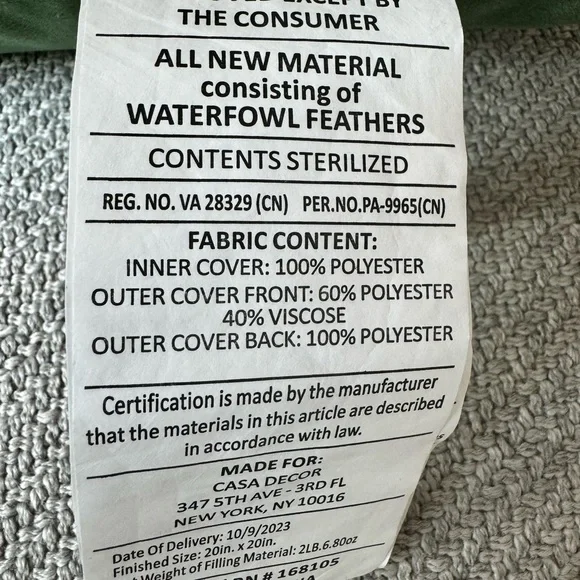 EXCEPT BY
THE CONSUMER
ALL NEW MATERIAL
consisting of
WATERFOWL FEATHERS
CONTENTS STERILIZED
REG. NO. VA 28329 (CN) PER.NO.PA-9965(CN)
FABRIC CONTENT:
INNER COVER: 100% POLYESTER
OUTER COVER FRONT: 60% POLYESTER
40% VISCOSE
OUTER COVER BACK: 100% POLYESTER
Certification is made by the manufacturer
that the materials in this article are described
in accordance with law.
MADE FOR:
CASA DECOR
347 5TH AVE - 3RD FL
NEW YORK, NY 10016
Date Of Delivery: 10/9/2023
Finished Size: 20in. x 20in.
Weight of Filling Material: 2LB.6.80oz
# 168105